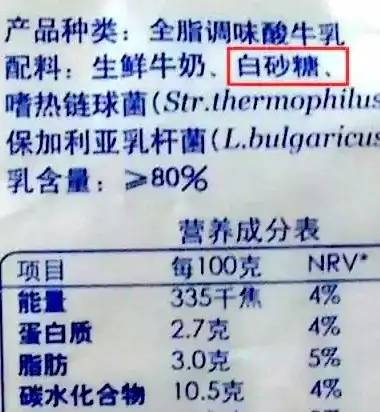 产品种类：全脂调味酸牛乳
配料：生鲜牛奶、白砂糖、
嗜热链球菌(Str.thermophilus
保加利亚乳杆菌(L.bulgaricus
乳含量：≥80%
营养成分表
项目 每100克 NRV*
能量 335千焦 4%
蛋白质 2.7克 4%
脂肪 3.0克 5%
碳水化合物 10.5克 4%